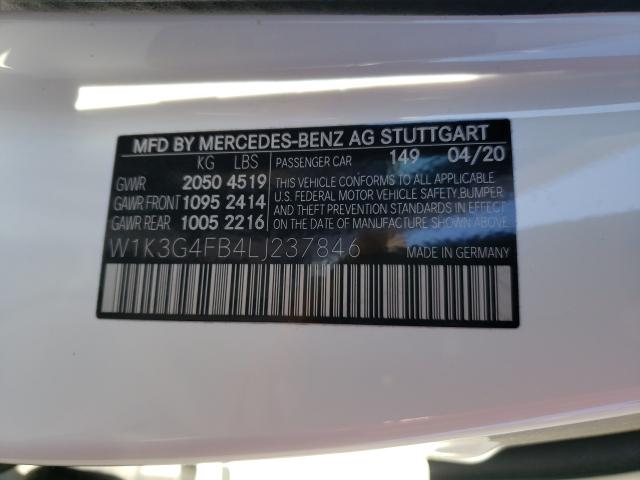 MFD BY MERCEDES-BENZ AG STUTTGART
KG LBS PASSENGER CAR 149 04/20
GVWR 2050 4519
GAWR FRONT 1095 2414
GAWR REAR 1005 2216
THIS VEHICLE CONFORMS TO ALL APPLICABLE
U.S. FEDERAL MOTOR VEHICLE SAFETY, BUMPER
AND THEFT PREVENTION STANDARDS IN EFFECT
ON THE DATE OF MANUFACTURE SHOWN ABOVE.
W1K3G4FB4LJ237846 MADE IN GERMANY